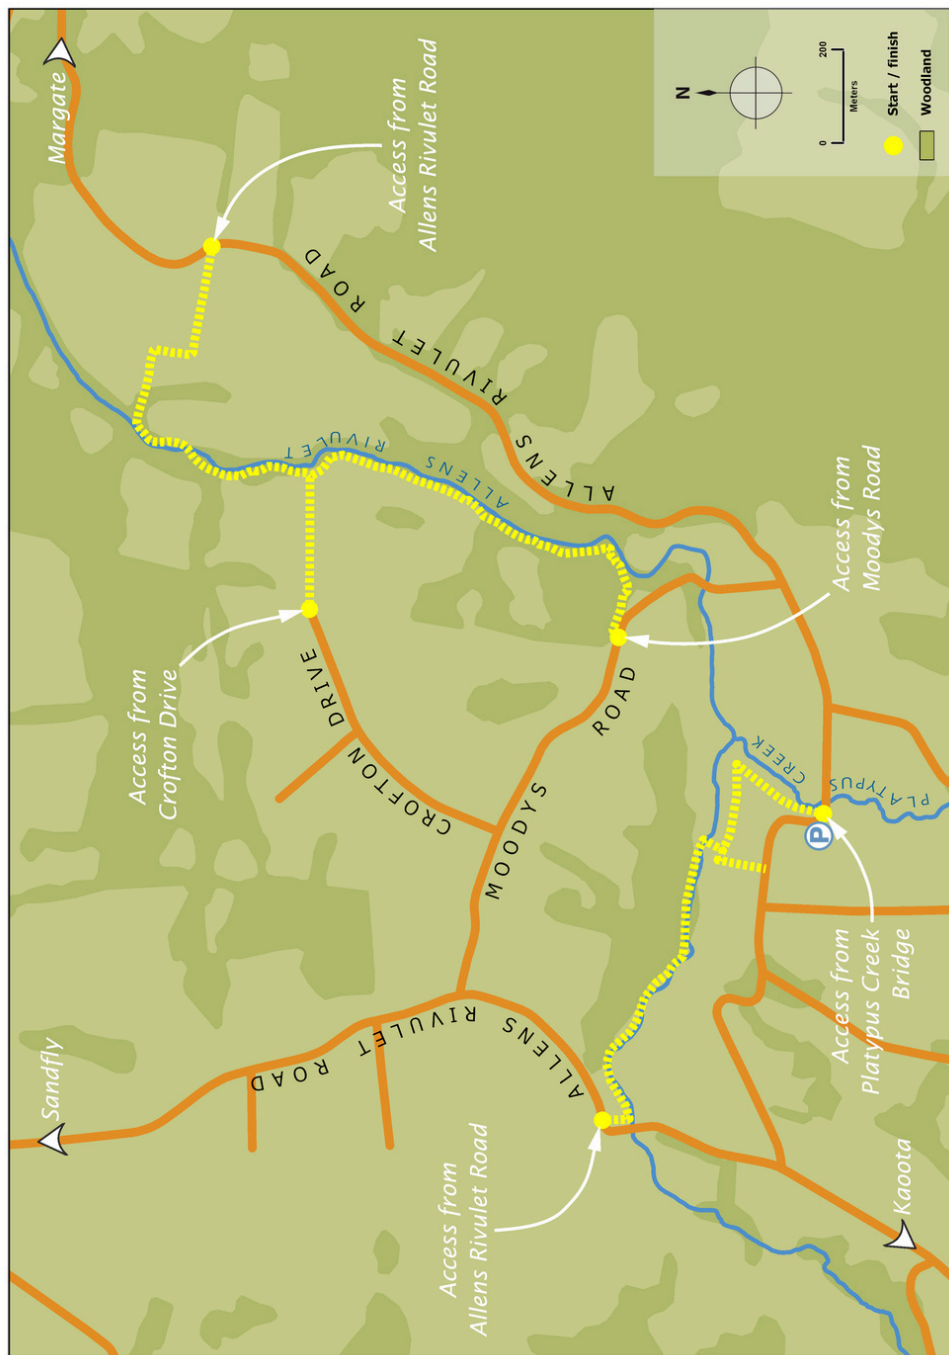 Margate
Access from
Allens Rivulet Road
N
0
200
Meters
Start / finish
Woodland
ALLENS RIVULET ROAD
ALLENS RIVULET
Access from
Moodys Road
Access from
Crofton Drive
CROFTON DRIVE
MOODYS ROAD
PLATYPUS CREEK
P
Access from
Platypus Creek
Bridge
Sandfly
ALLENS RIVULET ROAD
Access from
Allens Rivulet Road
Kaoota